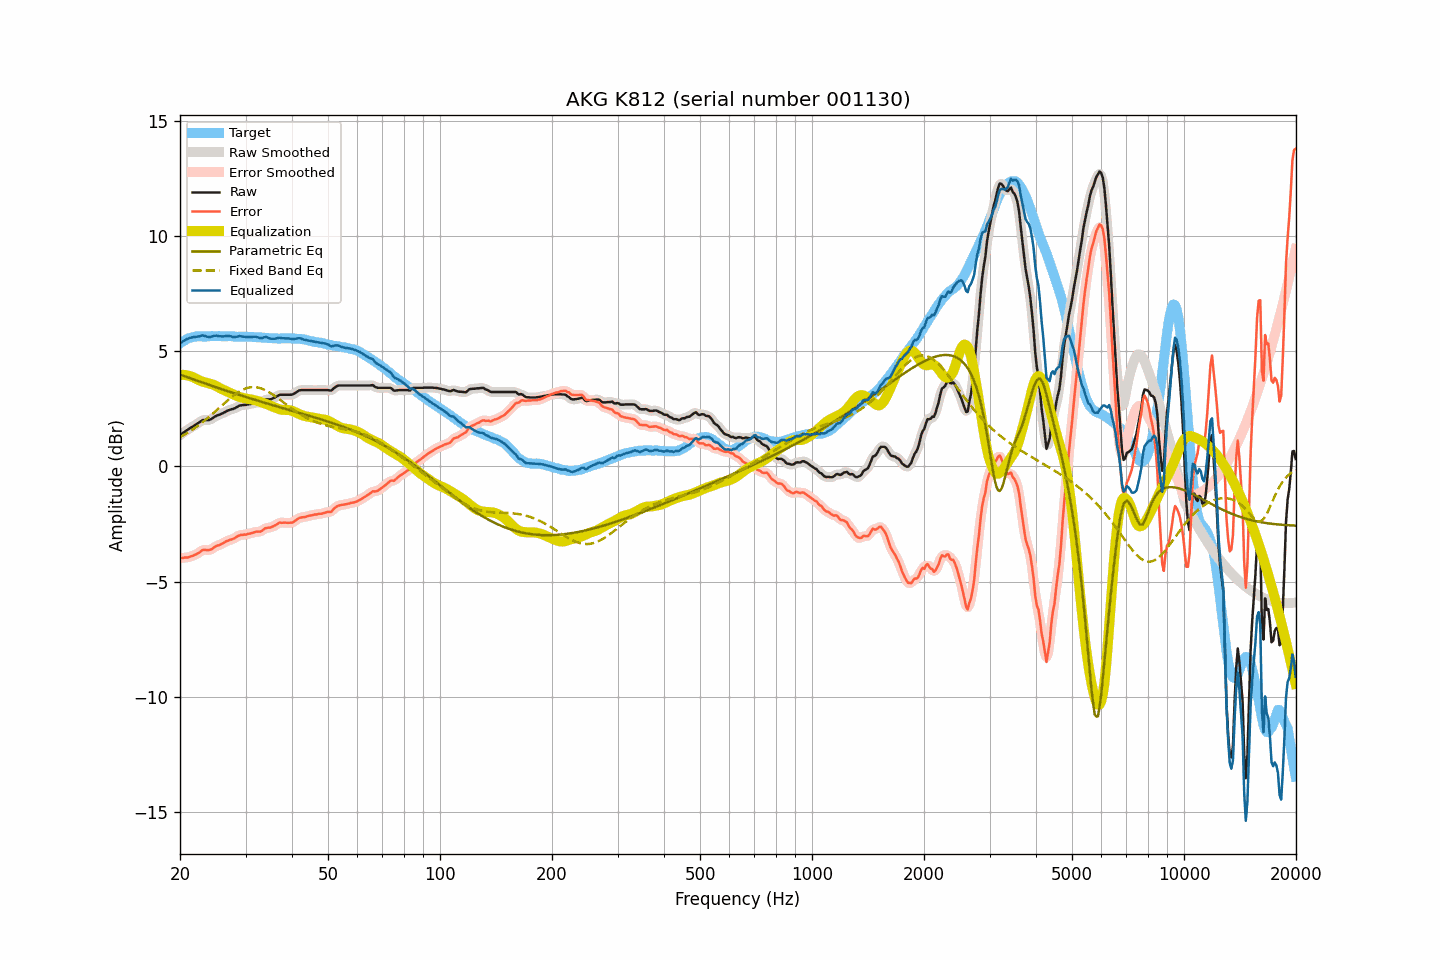 AKG K812 (serial number 001130)
15
10
5
0
−5
−10
−15
Amplitude (dBr)
Target
Raw Smoothed
Error Smoothed
Raw
Error
Equalization
Parametric Eq
Fixed Band Eq
Equalized
20 50 100 200 500 1000 2000 5000 10000 20000
Frequency (Hz)